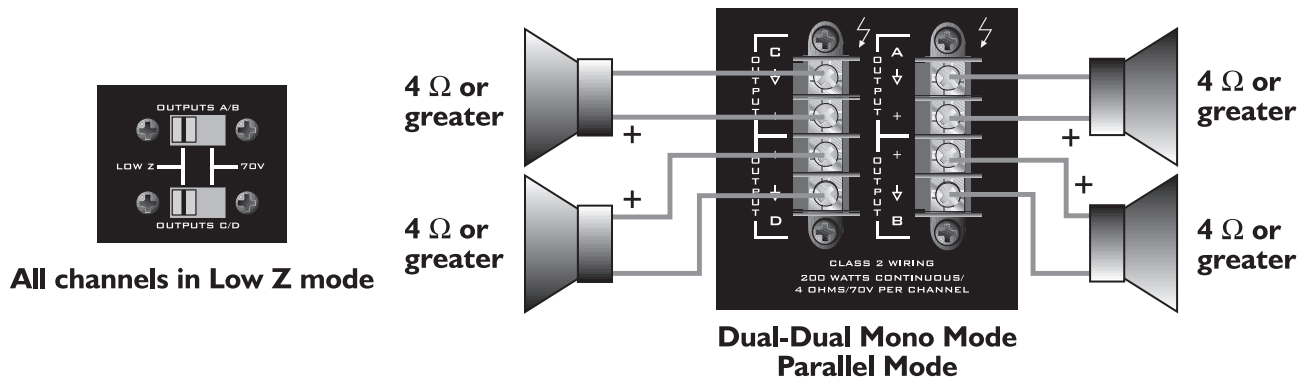 OUTPUTS A/B
LOW Z
70V
OUTPUTS C/D
All channels in Low Z mode
4 Ω or
greater
+
4 Ω or
greater
+
C
OUTPUT
+
+
OUTPUT
D
A
OUTPUT
+
+
OUTPUT
B
CLASS 2 WIRING
200 WATTS CONTINUOUS/
4 OHMS/70V PER CHANNEL
4 Ω or
greater
+
4 Ω or
greater
+
Dual-Dual Mono Mode
Parallel Mode